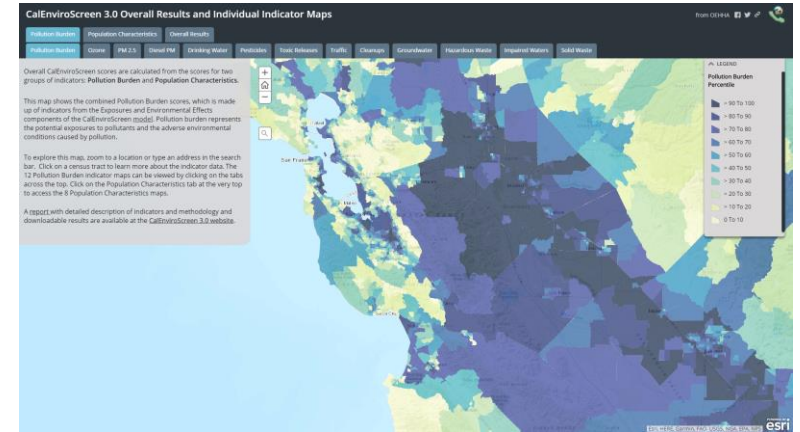 CalEnviroScreen 3.0 Overall Results and Individual Indicator Maps
from OEHHA
Pollution Burden Population Characteristics Overall Results
Pollution Burden Ozone PM 2.5 Diesel PM Drinking Water Pesticides Toxic Releases Traffic Cleanups Groundwater Hazardous Waste Impaired Waters Solid Waste
Overall CalEnviroScreen scores are calculated from the scores for two
groups of indicators: Pollution Burden and Population Characteristics.
This map shows the combined Pollution Burden scores, which is made
up of indicators from the Exposures and Environmental Effects
components of the CalEnviroScreen model. Pollution burden represents
the potential exposures to pollutants and the adverse environmental
conditions caused by pollution.
To explore this map, zoom to a location or type an address in the search
bar. Click on a census tract to learn more about the indicator data. The
12 Pollution Burden indicator maps can be viewed by clicking on the tabs
across the top. Click on the Population Characteristics tab at the very top
to access the 8 Population Characteristics maps.
A report with detailed description of indicators and methodology and
downloadable results are available at the CalEnviroScreen 3.0 website.
LEGEND
Pollution Burden
Percentile
> 90 To 100
> 80 To 90
> 70 To 80
> 60 To 70
> 50 To 60
> 40 To 50
> 30 To 40
> 20 To 30
> 10 To 20
0 To 10
esri